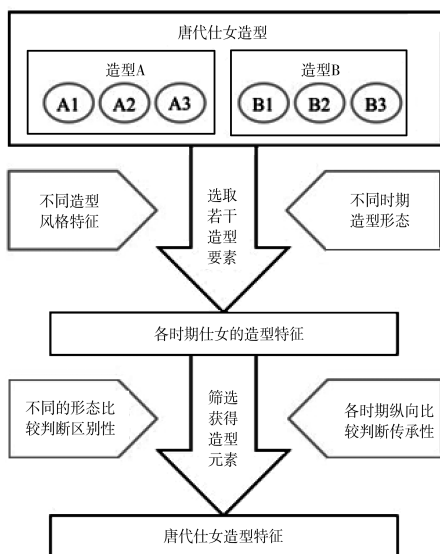 唐代仕女造型
造型A
造型B
A1
A2
A3
B1
B2
B3
不同造型
风格特征
选取
若干
造型
要素
不同时期
造型形态
各时期仕女的造型特征
不同的形态比
较判断区别性
筛选
获得
造型
元素
各时期纵向比
较判断传承性
唐代仕女造型特征